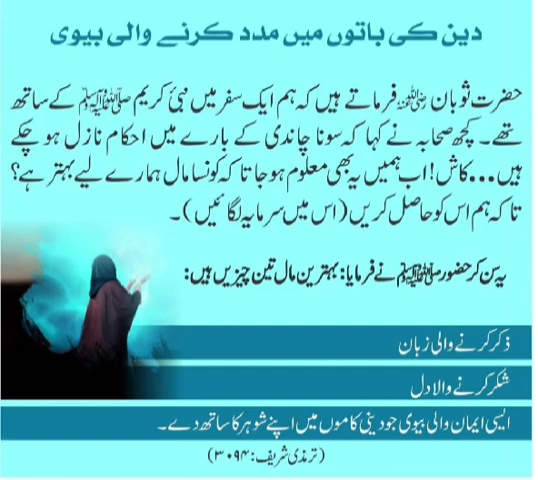 دین کی باتوں میں مدد کرنے والی بیوی
حضرت ثوبان رضی اللہ عنہ فرماتے ہیں کہ ہم ایک سفر میں نبیٔ کریم صلی اللہ علیہ وسلم کے ساتھ
تھے۔ کچھ صحابہ نے کہا کہ سونا چاندی کے بارے میں احکام نازل ہو چکے
ہیں...کاش! اب ہمیں یہ بھی معلوم ہو جاتا کہ کونسا مال ہمارے لیے بہتر ہے؟
تا کہ ہم اس کو حاصل کریں (اس میں سرمایہ لگائیں)۔
یہ سن کر حضور صلی اللہ علیہ وسلم نے فرمایا: بہترین مال تین چیزیں ہیں:
ذکر کرنے والی زبان
شکر کرنے والا دل
ایسی ایمان والی بیوی جو دینی کاموں میں اپنے شوہر کا ساتھ دے۔
(ترمذی شریف: ۳۰۹۴)